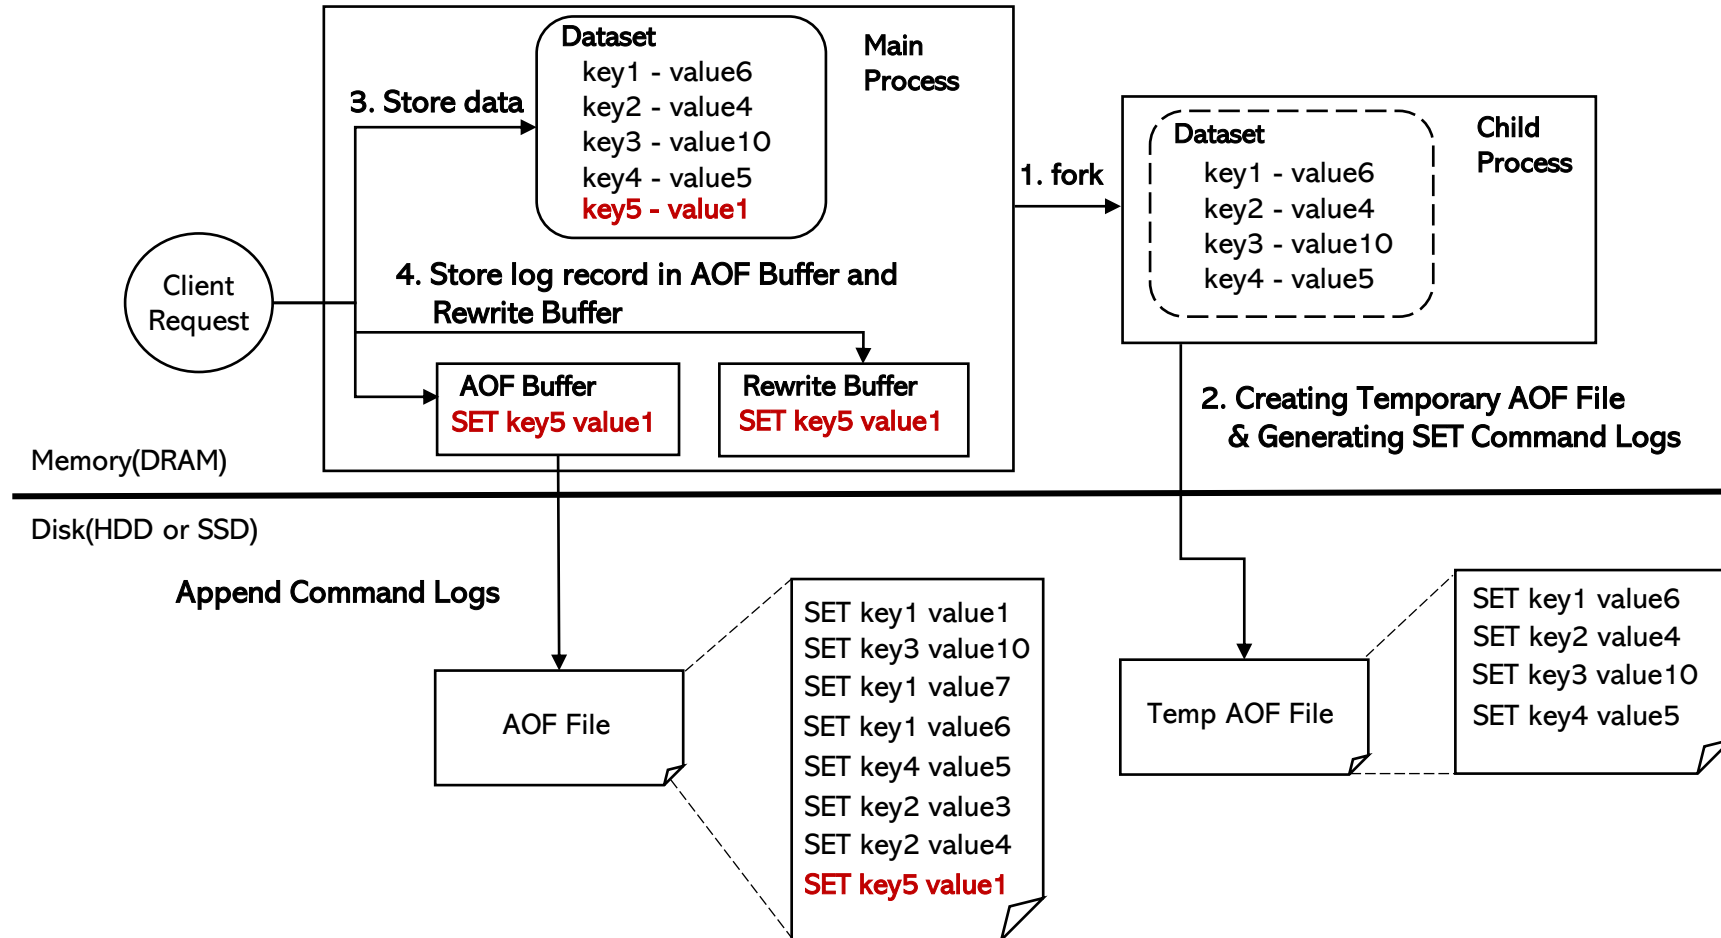 Dataset
key1 - value6
key2 - value4
key3 - value10
key4 - value5
key5 - value1
Main
Process
3. Store data
1. fork
Dataset
key1 - value6
key2 - value4
key3 - value10
key4 - value5
Child
Process
Client
Request
4. Store log record in AOF Buffer and
Rewrite Buffer
AOF Buffer
SET key5 value1
Rewrite Buffer
SET key5 value1
2. Creating Temporary AOF File
& Generating SET Command Logs
Memory(DRAM)
Disk(HDD or SSD)
Append Command Logs
AOF File
SET key1 value1
SET key3 value10
SET key1 value7
SET key1 value6
SET key4 value5
SET key2 value3
SET key2 value4
SET key5 value1
Temp AOF File
SET key1 value6
SET key2 value4
SET key3 value10
SET key4 value5